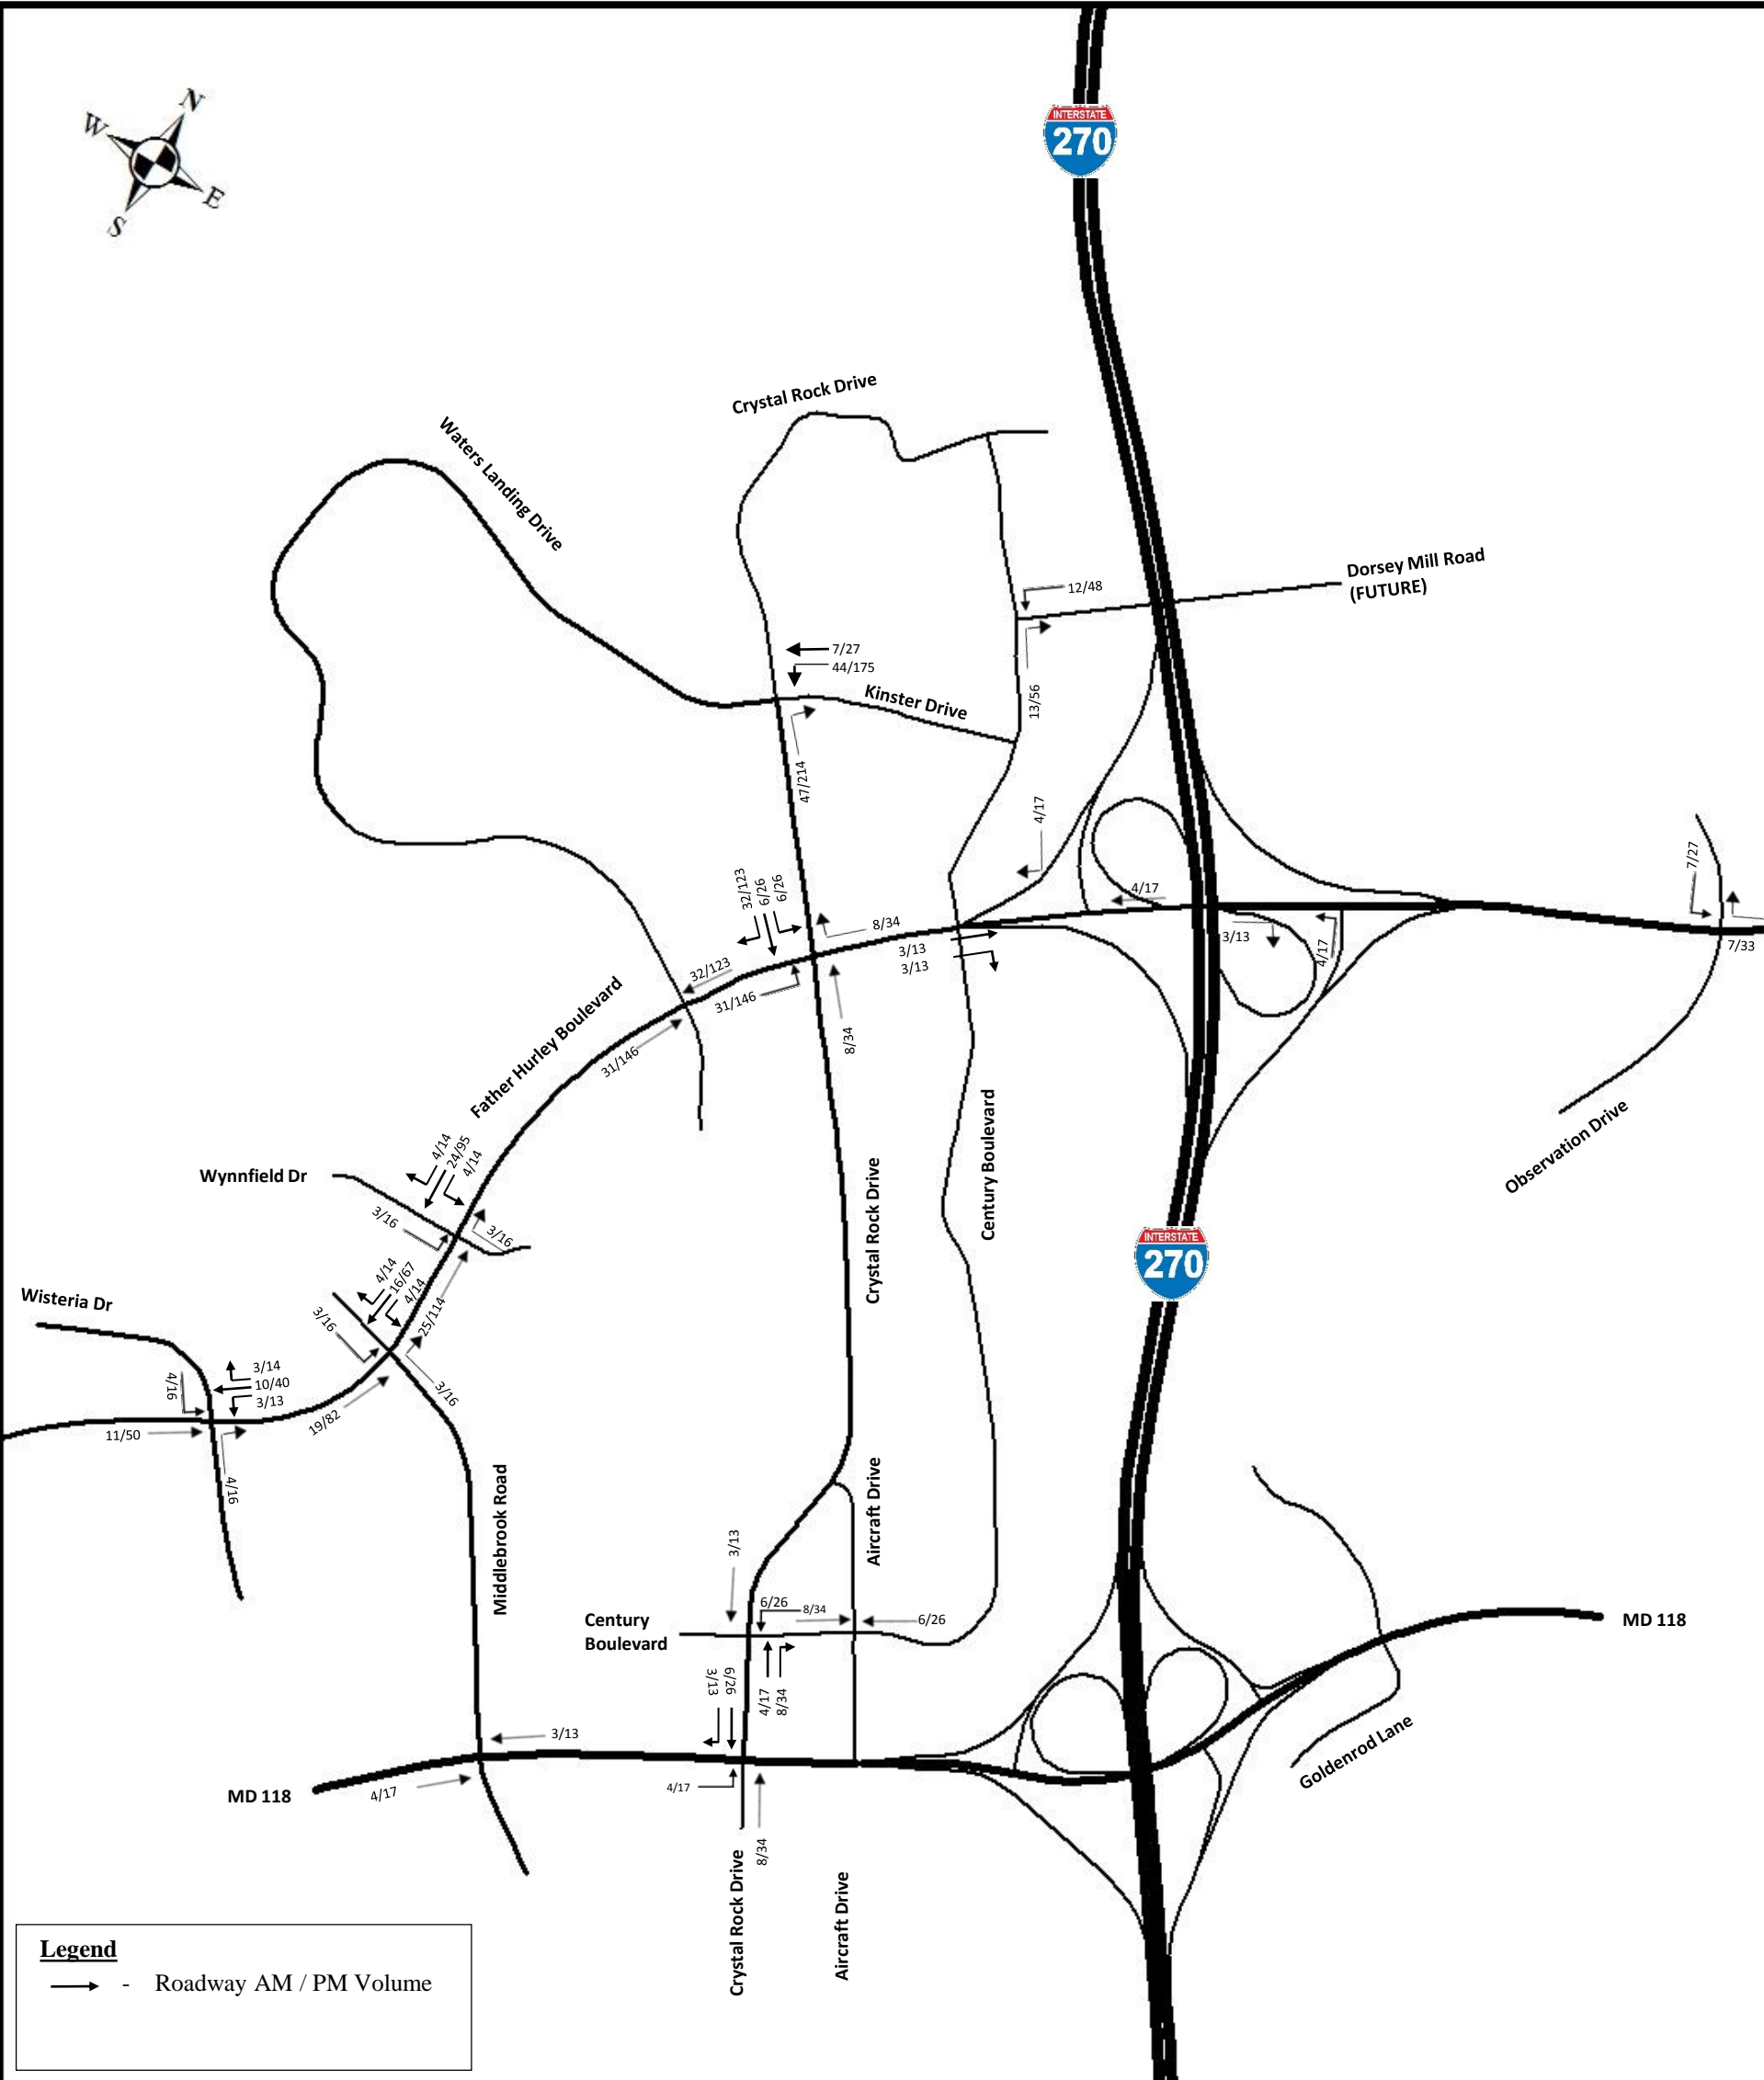 N
W
E
S
INTERSTATE
270
Crystal Rock Drive
Waters Landing Drive
Dorsey Mill Road
(FUTURE)
12/48
7/27
44/175
Kinster Drive
13/56
47/214
4/17
7/27
32/123
6/26
6/26
4/17
8/34
3/13
3/13
3/13
4/17
7/33
32/123
31/146
8/34
31/146
Father Hurley Boulevard
Century Boulevard
Observation Drive
Wynnfield Dr
4/14
24/95
4/14
3/16
3/16
Crystal Rock Drive
INTERSTATE
270
Wisteria Dr
4/14
16/67
4/14
3/16
25/114
3/16
4/16
3/14
10/40
3/13
11/50
19/82
4/16
Middlebrook Road
Aircraft Drive
3/13
6/26
8/34
6/26
Century
Boulevard
MD 118
3/13
6/26
4/17
8/34
3/13
4/17
4/17
8/34
MD 118
Goldenrod Lane
Crystal Rock Drive
Aircraft Drive
Legend
- Roadway AM / PM Volume